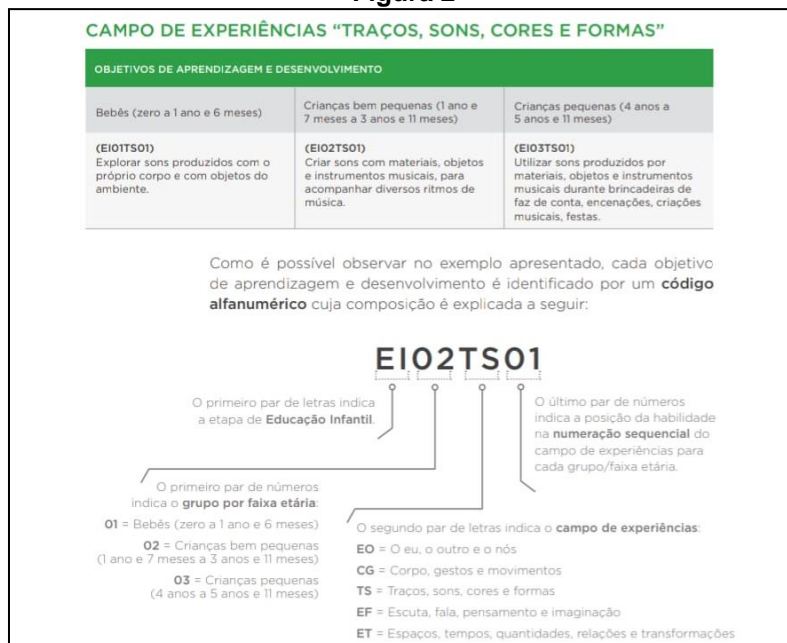 CAMPO DE EXPERIÊNCIAS “TRAÇOS, SONS, CORES E FORMAS”
OBJETIVOS DE APRENDIZAGEM E DESENVOLVIMENTO
Bebês (zero a 1 ano e 6 meses)
Crianças bem pequenas (1 ano e
7 meses a 3 anos e 11 meses)
Crianças pequenas (4 anos a
5 anos e 11 meses)
(EI01TS01)
Explorar sons produzidos com o
próprio corpo e com objetos do
ambiente.
(EI02TS01)
Criar sons com materiais, objetos
e instrumentos musicais, para
acompanhar diversos ritmos de
música.
(EI03TS01)
Utilizar sons produzidos por
materiais, objetos e instrumentos
musicais durante brincadeiras de
faz de conta, encenações, criações
musicais, festas.
Como é possível observar no exemplo apresentado, cada objetivo
de aprendizagem e desenvolvimento é identificado por um código
alfanumérico cuja composição é explicada a seguir:
EI02TS01
O primeiro par de letras indica
a etapa de Educação Infantil.
O último par de números
indica a posição da habilidade
na numeração sequencial do
campo de experiências para
cada grupo/faixa etária.
O primeiro par de números
indica o grupo por faixa etária:
01 = Bebês (zero a 1 ano e 6 meses)
02 = Crianças bem pequenas
(1 ano e 7 meses a 3 anos e 11 meses)
03 = Crianças pequenas
(4 anos a 5 anos e 11 meses)
O segundo par de letras indica o campo de experiências:
EO = O eu, o outro e o nós
CG = Corpo, gestos e movimentos
TS = Traços, sons, cores e formas
EF = Escuta, fala, pensamento e imaginação
ET = Espaços, tempos, quantidades, relações e transformações